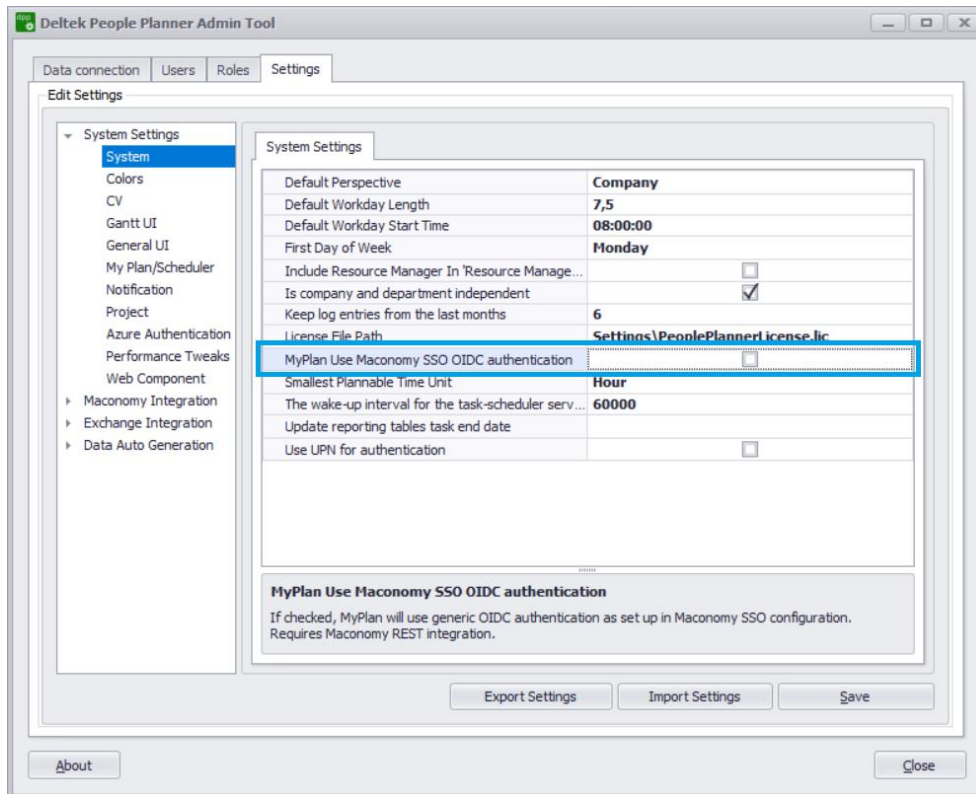 dpp
Deltek People Planner Admin Tool
Data connection Users Roles Settings
Edit Settings
System Settings
System
Colors
CV
Gantt UI
General UI
My Plan/Scheduler
Notification
Project
Azure Authentication
Performance Tweaks
Web Component
Maconomy Integration
Exchange Integration
Data Auto Generation
System Settings
Default Perspective Company
Default Workday Length 7,5
Default Workday Start Time 08:00:00
First Day of Week Monday
Include Resource Manager In 'Resource Manage...
Is company and department independent
Keep log entries from the last months 6
License File Path Settings\PeoplePlannerLicense.lic
MyPlan Use Maconomy SSO OIDC authentication
Smallest Plannable Time Unit Hour
The wake-up interval for the task-scheduler serv... 60000
Update reporting tables task end date
Use UPN for authentication
MyPlan Use Maconomy SSO OIDC authentication
If checked, MyPlan will use generic OIDC authentication as set up in Maconomy SSO configuration.
Requires Maconomy REST integration.
Export Settings Import Settings Save
About Close